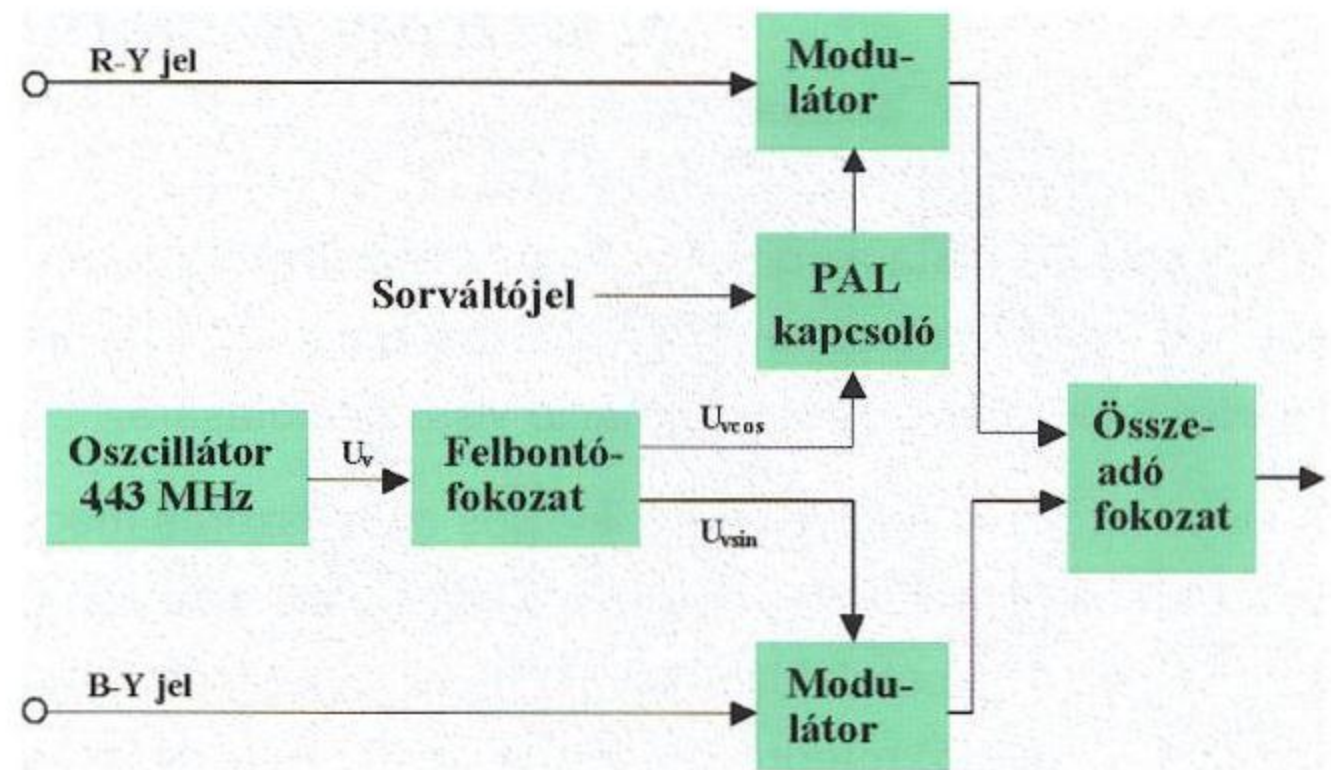 R-Y jel
Modu-
látor
Sorváltójel
PAL
kapcsoló
Oszcillátor
4,43 MHz
Uv
Felbontó-
fokozat
Uvcos
Uvsin
Össze-
adó
fokozat
B-Y jel
Modu-
látor